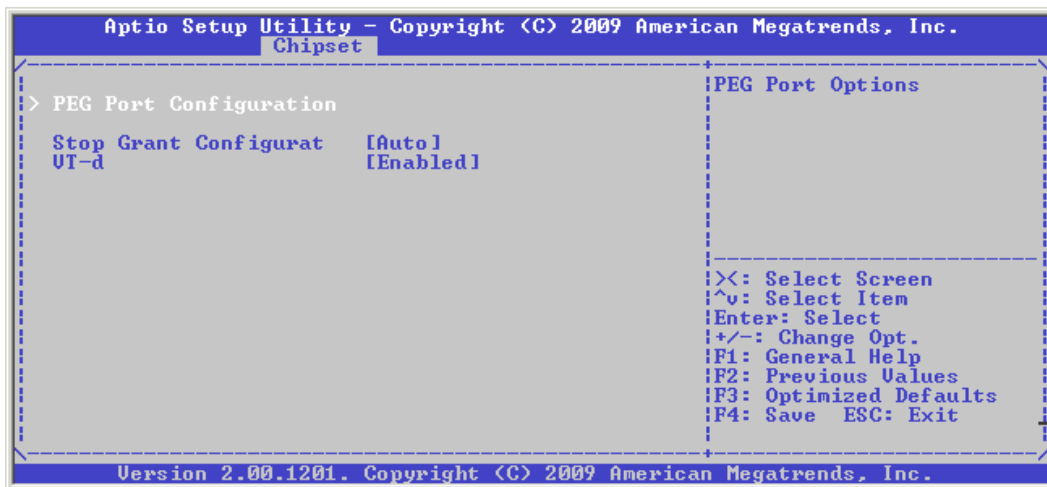 Aptio Setup Utility – Copyright (C) 2009 American Megatrends, Inc.
Chipset
> PEG Port Configuration
Stop Grant Configurat [Auto]
VT-d [Enabled]
PEG Port Options
><: Select Screen
^v: Select Item
Enter: Select
+/-: Change Opt.
F1: General Help
F2: Previous Values
F3: Optimized Defaults
F4: Save ESC: Exit
Version 2.00.1201. Copyright (C) 2009 American Megatrends, Inc.